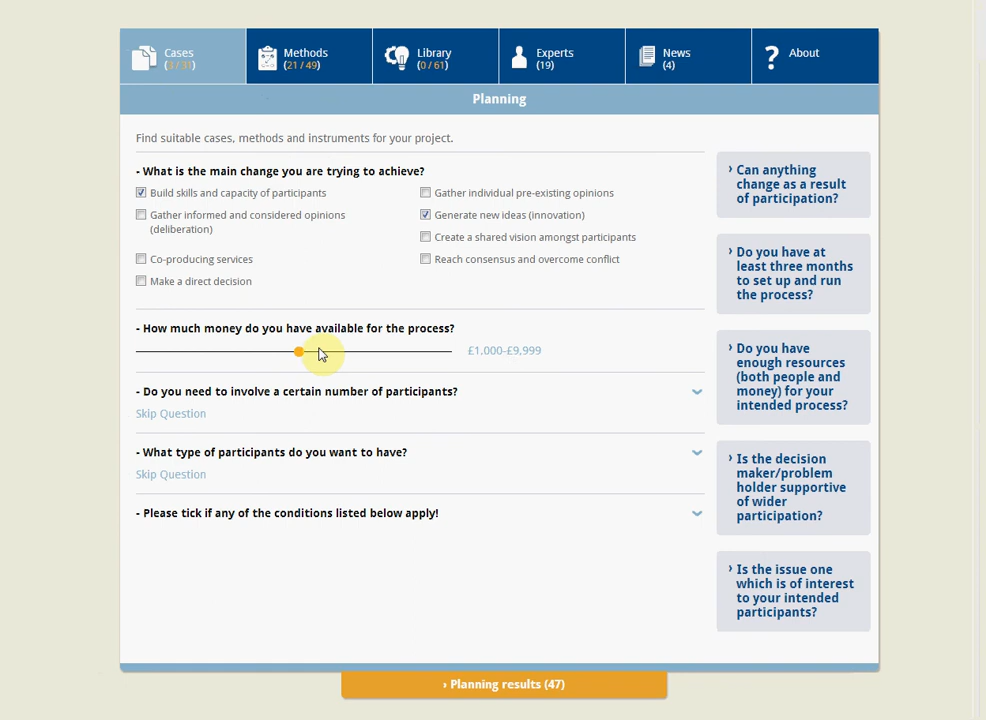 Cases
(3 / 31)
Methods
(21 / 49)
Library
(0 / 61)
Experts
(19)
News
(4)
? About
Planning
Find suitable cases, methods and instruments for your project.
- What is the main change you are trying to achieve?
Build skills and capacity of participants
Gather individual pre-existing opinions
Gather informed and considered opinions
(deliberation)
Generate new ideas (innovation)
Create a shared vision amongst participants
Co-producing services
Reach consensus and overcome conflict
Make a direct decision
- How much money do you have available for the process?
£1,000-£9,999
- Do you need to involve a certain number of participants?
Skip Question
- What type of participants do you want to have?
Skip Question
- Please tick if any of the conditions listed below apply!
› Can anything
change as a result
of participation?
› Do you have at
least three months
to set up and run
the process?
› Do you have
enough resources
(both people and
money) for your
intended process?
› Is the decision
maker/problem
holder supportive
of wider
participation?
› Is the issue one
which is of interest
to your intended
participants?
› Planning results (47)